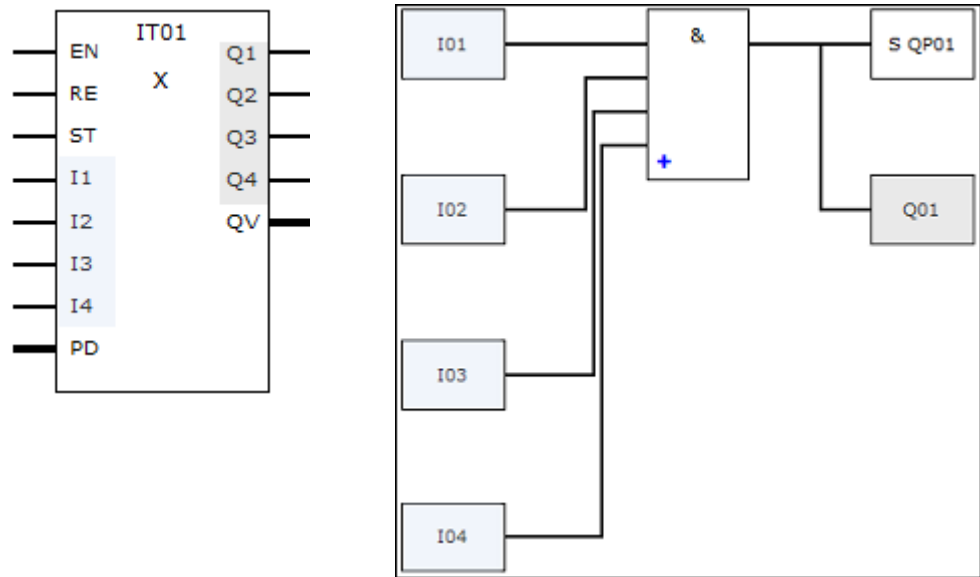 IT01
X
EN
RE
ST
I1
I2
I3
I4
PD
Q1
Q2
Q3
Q4
QV
I01
I02
I03
I04
&
+
S QP01
Q01